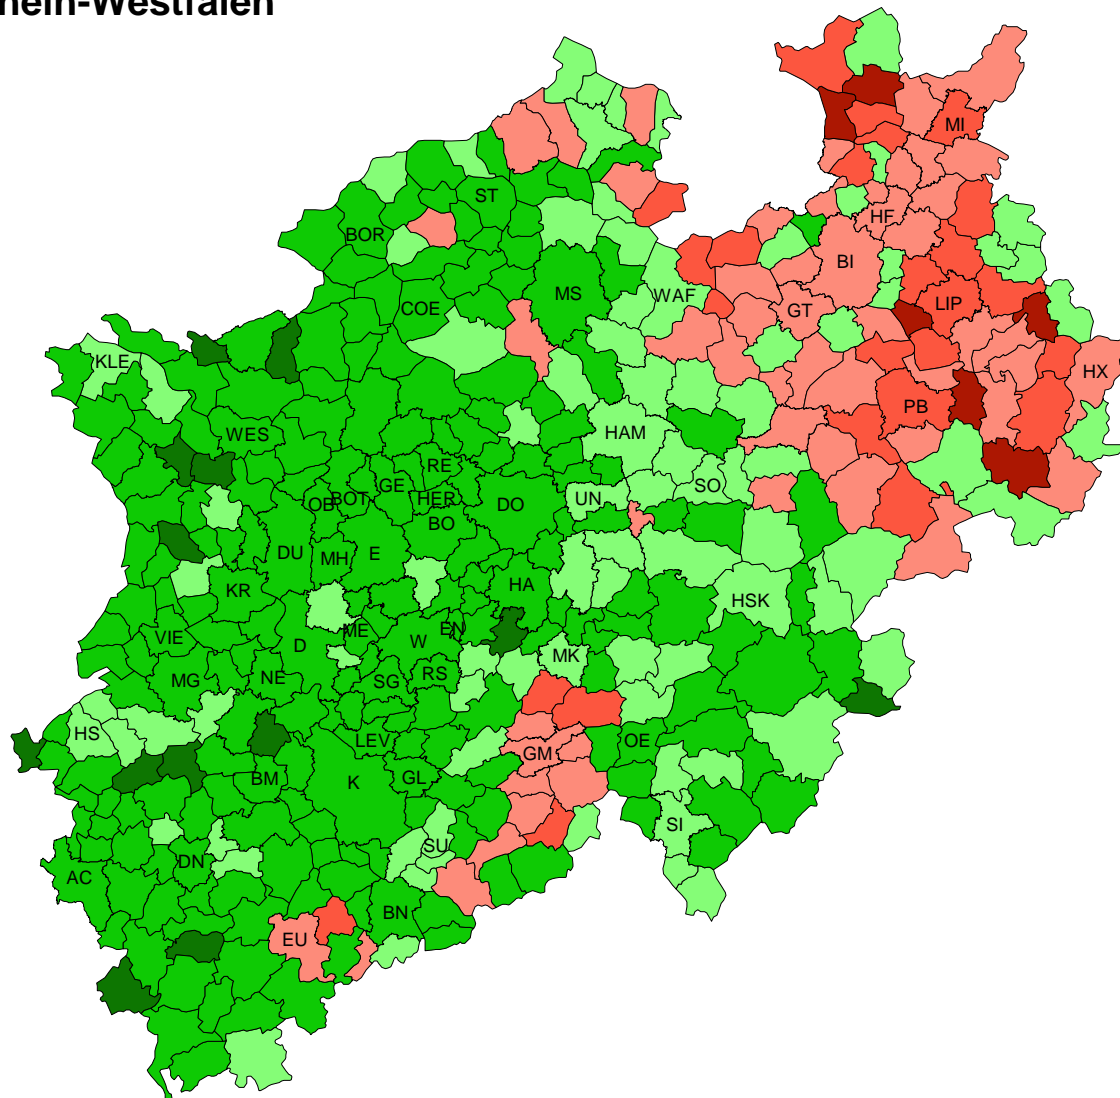 hein-Westfalen
MI
ST
HF
BOR
BI
MS
WAF
LIP
GT
COE
KLE
HX
PB
WES
HAM
RE
GE
SO
BOT
HER
UN
OB
DO
BO
DU
MH
E
HA
KR
HSK
ME
EN
VIE
D
W
MK
RS
NE
MG
SG
HS
LEV
OE
GM
BM
K
GL
SI
SU
DN
AC
BN
EU